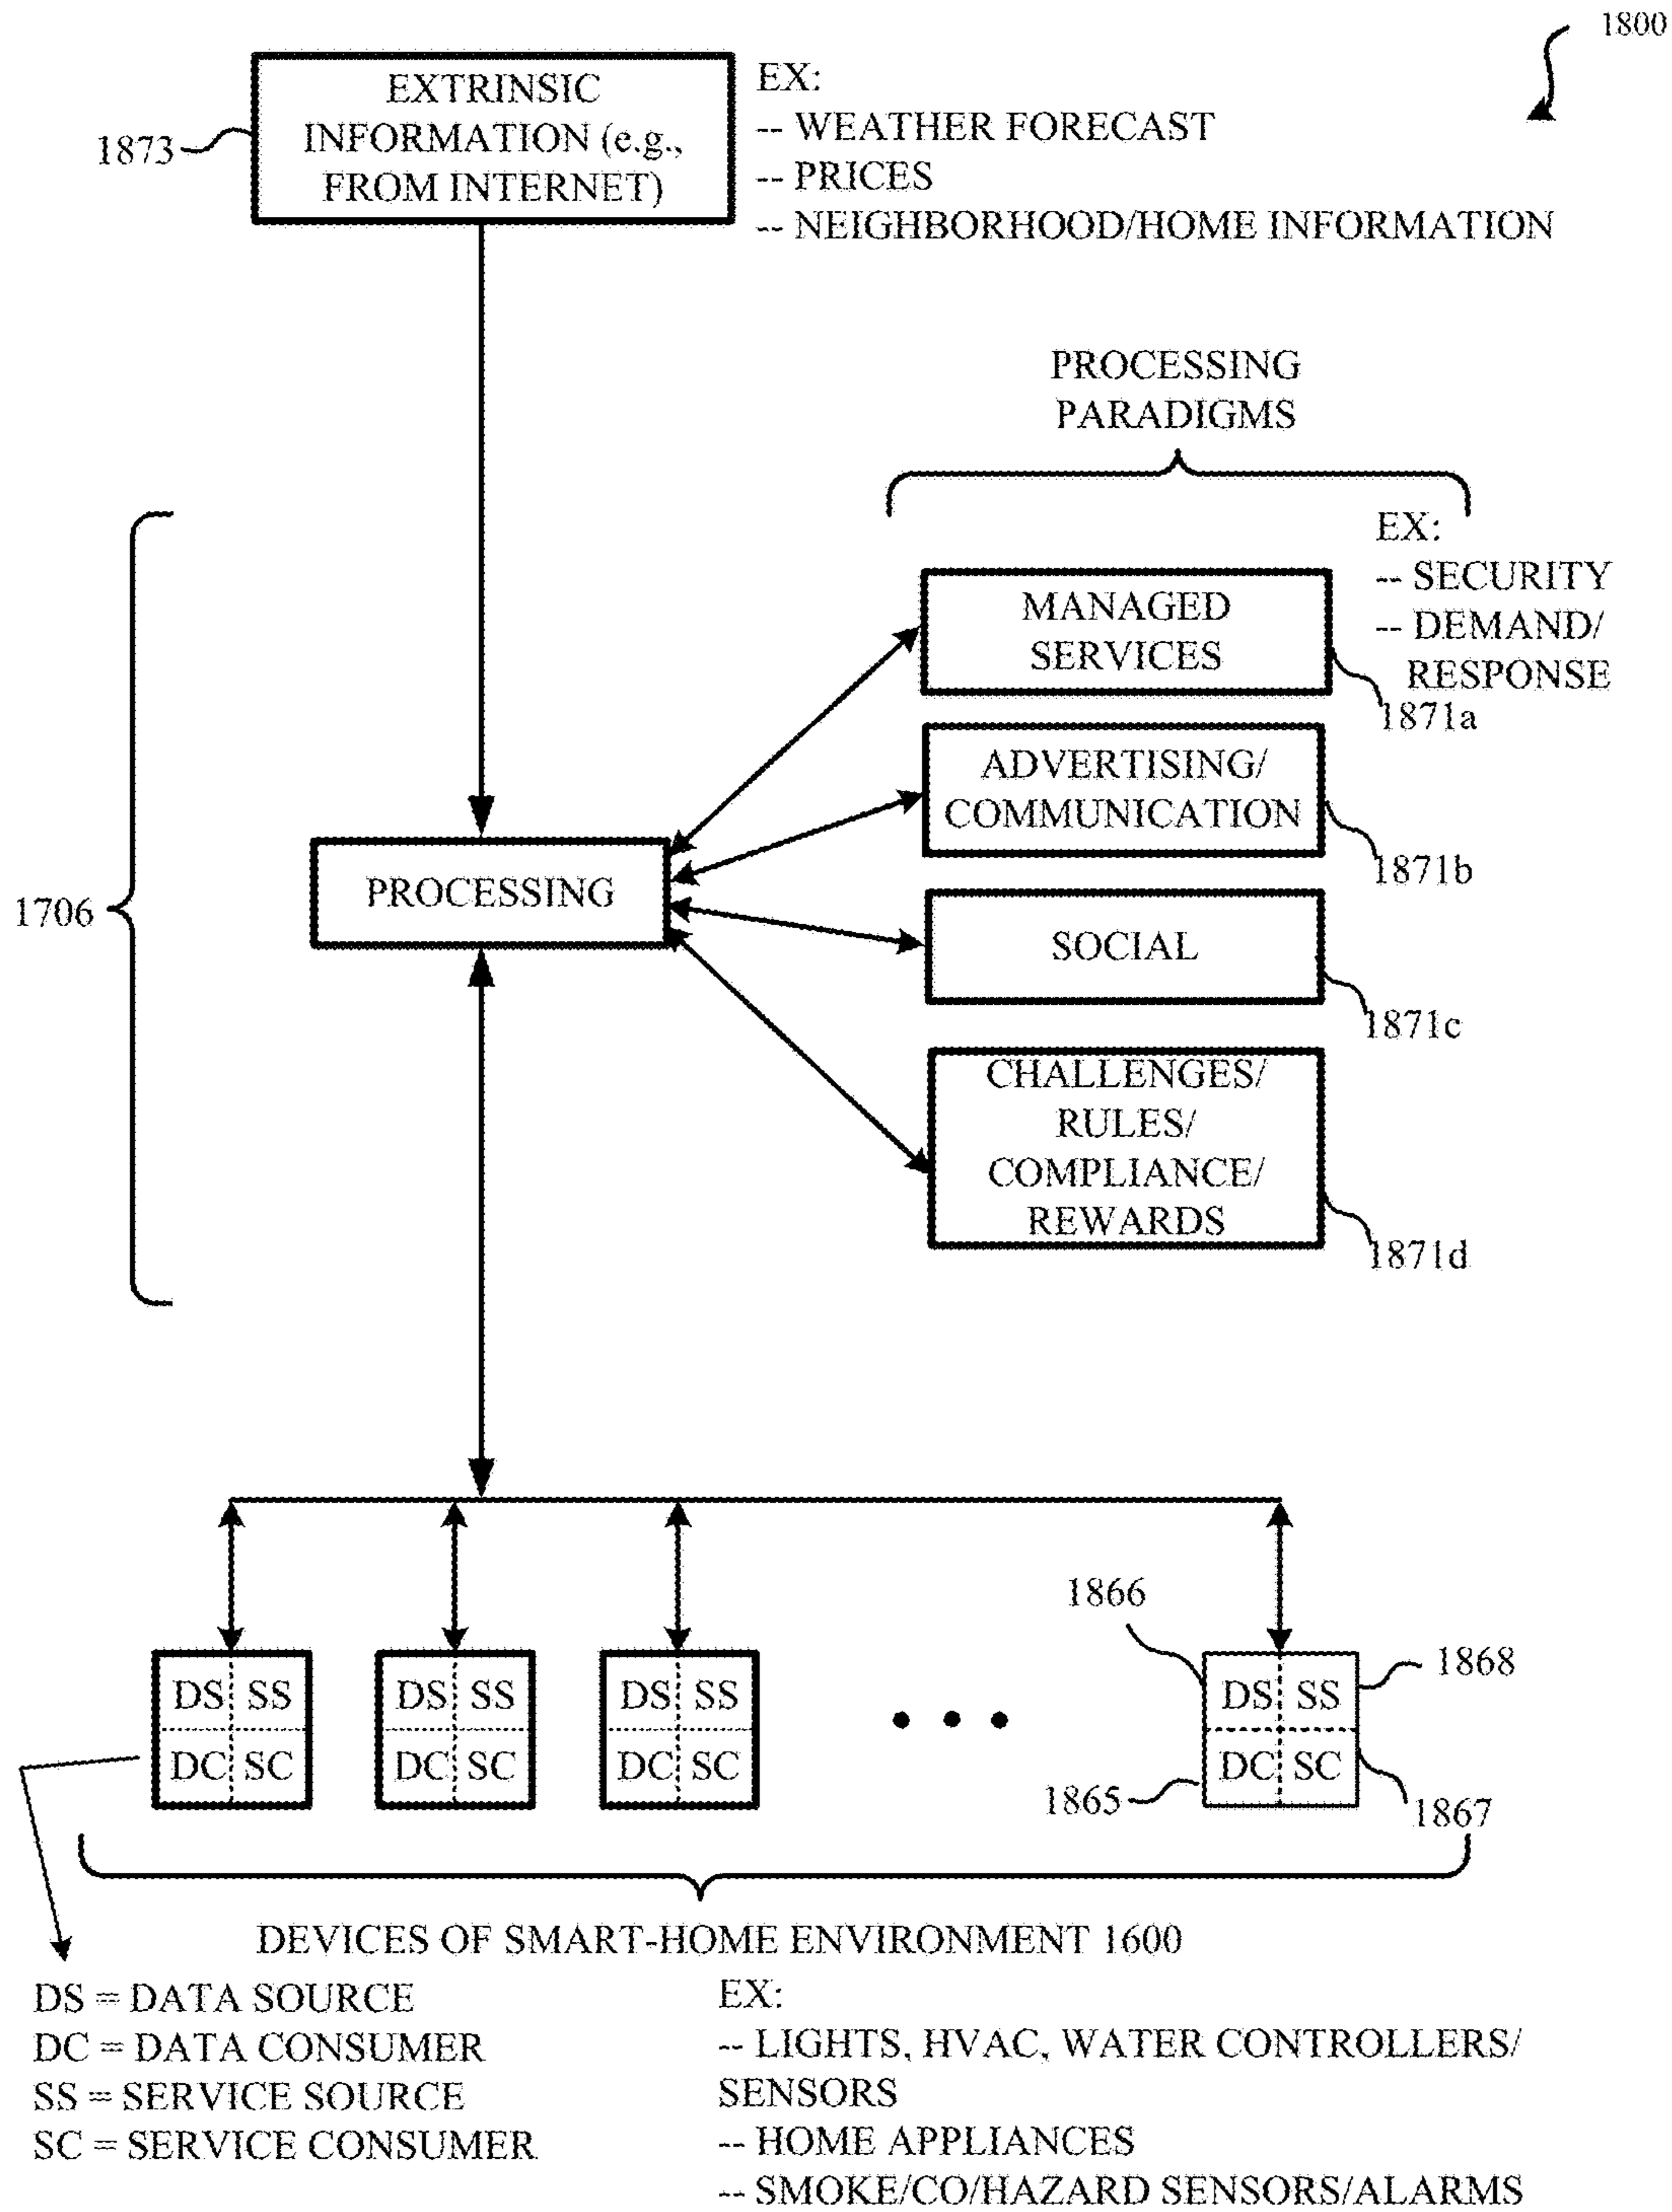 1800
EXTRINSIC
INFORMATION (e.g.,
FROM INTERNET)
1873
EX:
-- WEATHER FORECAST
-- PRICES
-- NEIGHBORHOOD/HOME INFORMATION
PROCESSING
PARADIGMS
EX:
-- SECURITY
-- DEMAND/
RESPONSE
MANAGED
SERVICES
1871a
ADVERTISING/
COMMUNICATION
1871b
1706
PROCESSING
SOCIAL
1871c
CHALLENGES/
RULES/
COMPLIANCE/
REWARDS
1871d
1866
1868
DS SS
DC SC
DS SS
DC SC
DS SS
DC SC
DS SS
DC SC
1865
1867
DEVICES OF SMART-HOME ENVIRONMENT 1600
DS = DATA SOURCE
DC = DATA CONSUMER
SS = SERVICE SOURCE
SC = SERVICE CONSUMER
EX:
-- LIGHTS, HVAC, WATER CONTROLLERS/
SENSORS
-- HOME APPLIANCES
-- SMOKE/CO/HAZARD SENSORS/ALARMS